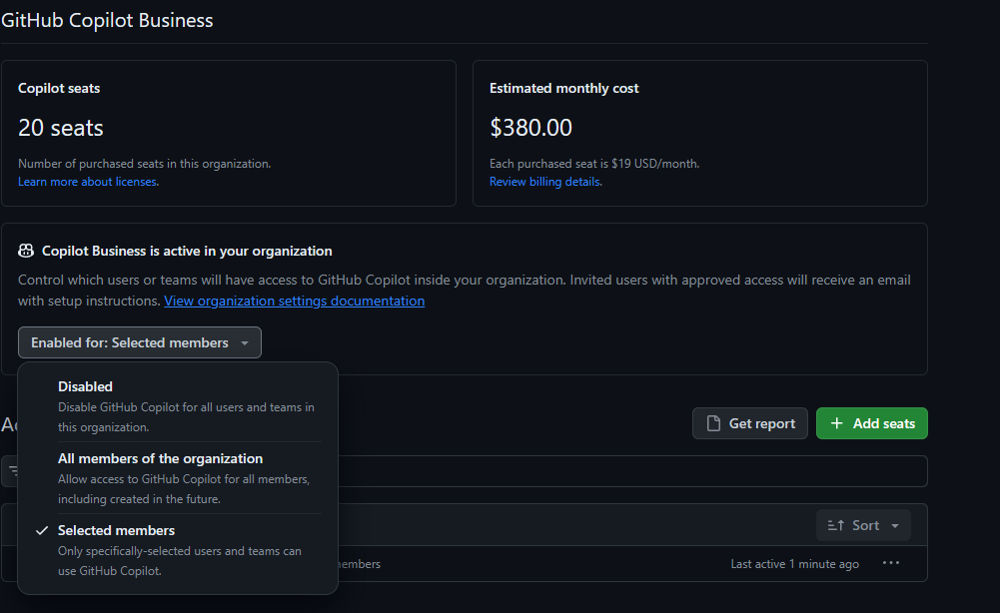 GitHub Copilot Business
Copilot seats
20 seats
Number of purchased seats in this organization.
Learn more about licenses.
Estimated monthly cost
$380.00
Each purchased seat is $19 USD/month.
Review billing details.
Copilot Business is active in your organization
Control which users or teams will have access to GitHub Copilot inside your organization. Invited users with approved access will receive an email
with setup instructions. View organization settings documentation
Enabled for: Selected members
Disabled
Disable GitHub Copilot for all users and teams in
this organization.
All members of the organization
Allow access to GitHub Copilot for all members,
including created in the future.
Selected members
Only specifically-selected users and teams can
use GitHub Copilot.
Get report
Add seats
Sort
Last active 1 minute ago